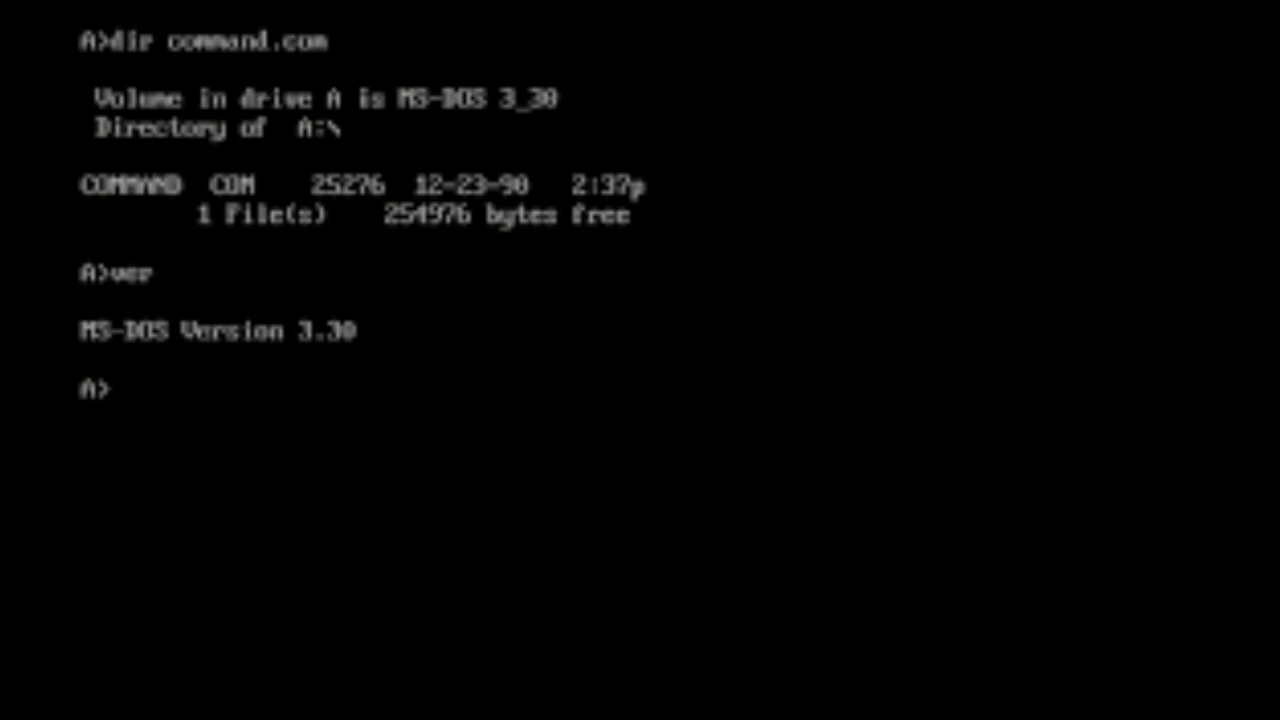 A>dir command.com
Volume in drive A is MS-DOS 3_30
Directory of A:\
COMMAND COM 25276 12-23-90 2:37p
1 File(s) 254976 bytes free
A>ver
MS-DOS Version 3.30
A>